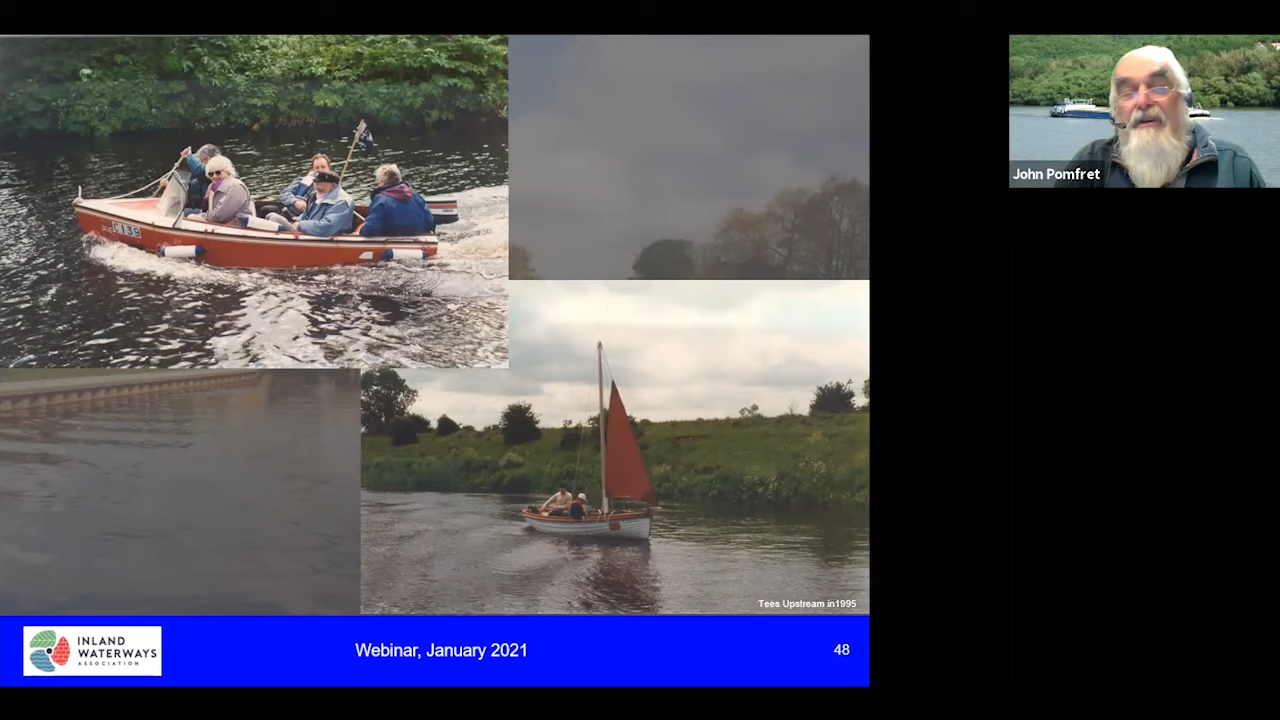 C139
John Pomfret
Tees Upstream in1995
INLAND
WATERWAYS
ASSOCIATION
Webinar, January 2021
48